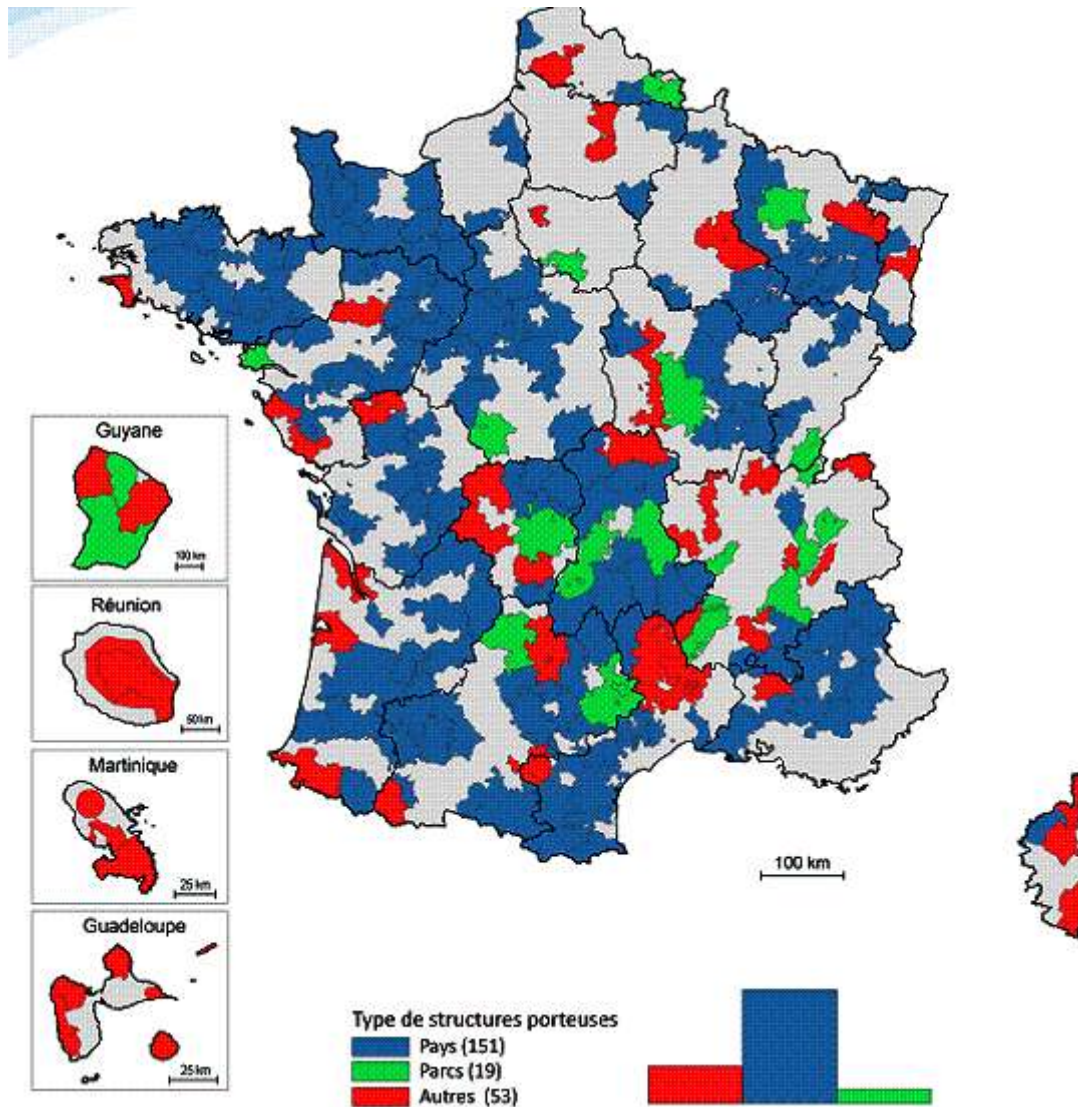 Guyane
100 km
Réunion
50 km
Martinique
25 km
Guadeloupe
25 km
100 km
Type de structures porteuses
Pays (151)
Parcs (19)
Autres (53)